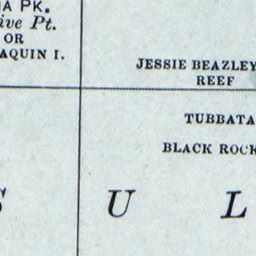 A PK.
ive Pt.
OR
AQUIN I.
JESSIE BEAZLEY
REEF
TUBBATA
BLACK ROCK
S U L